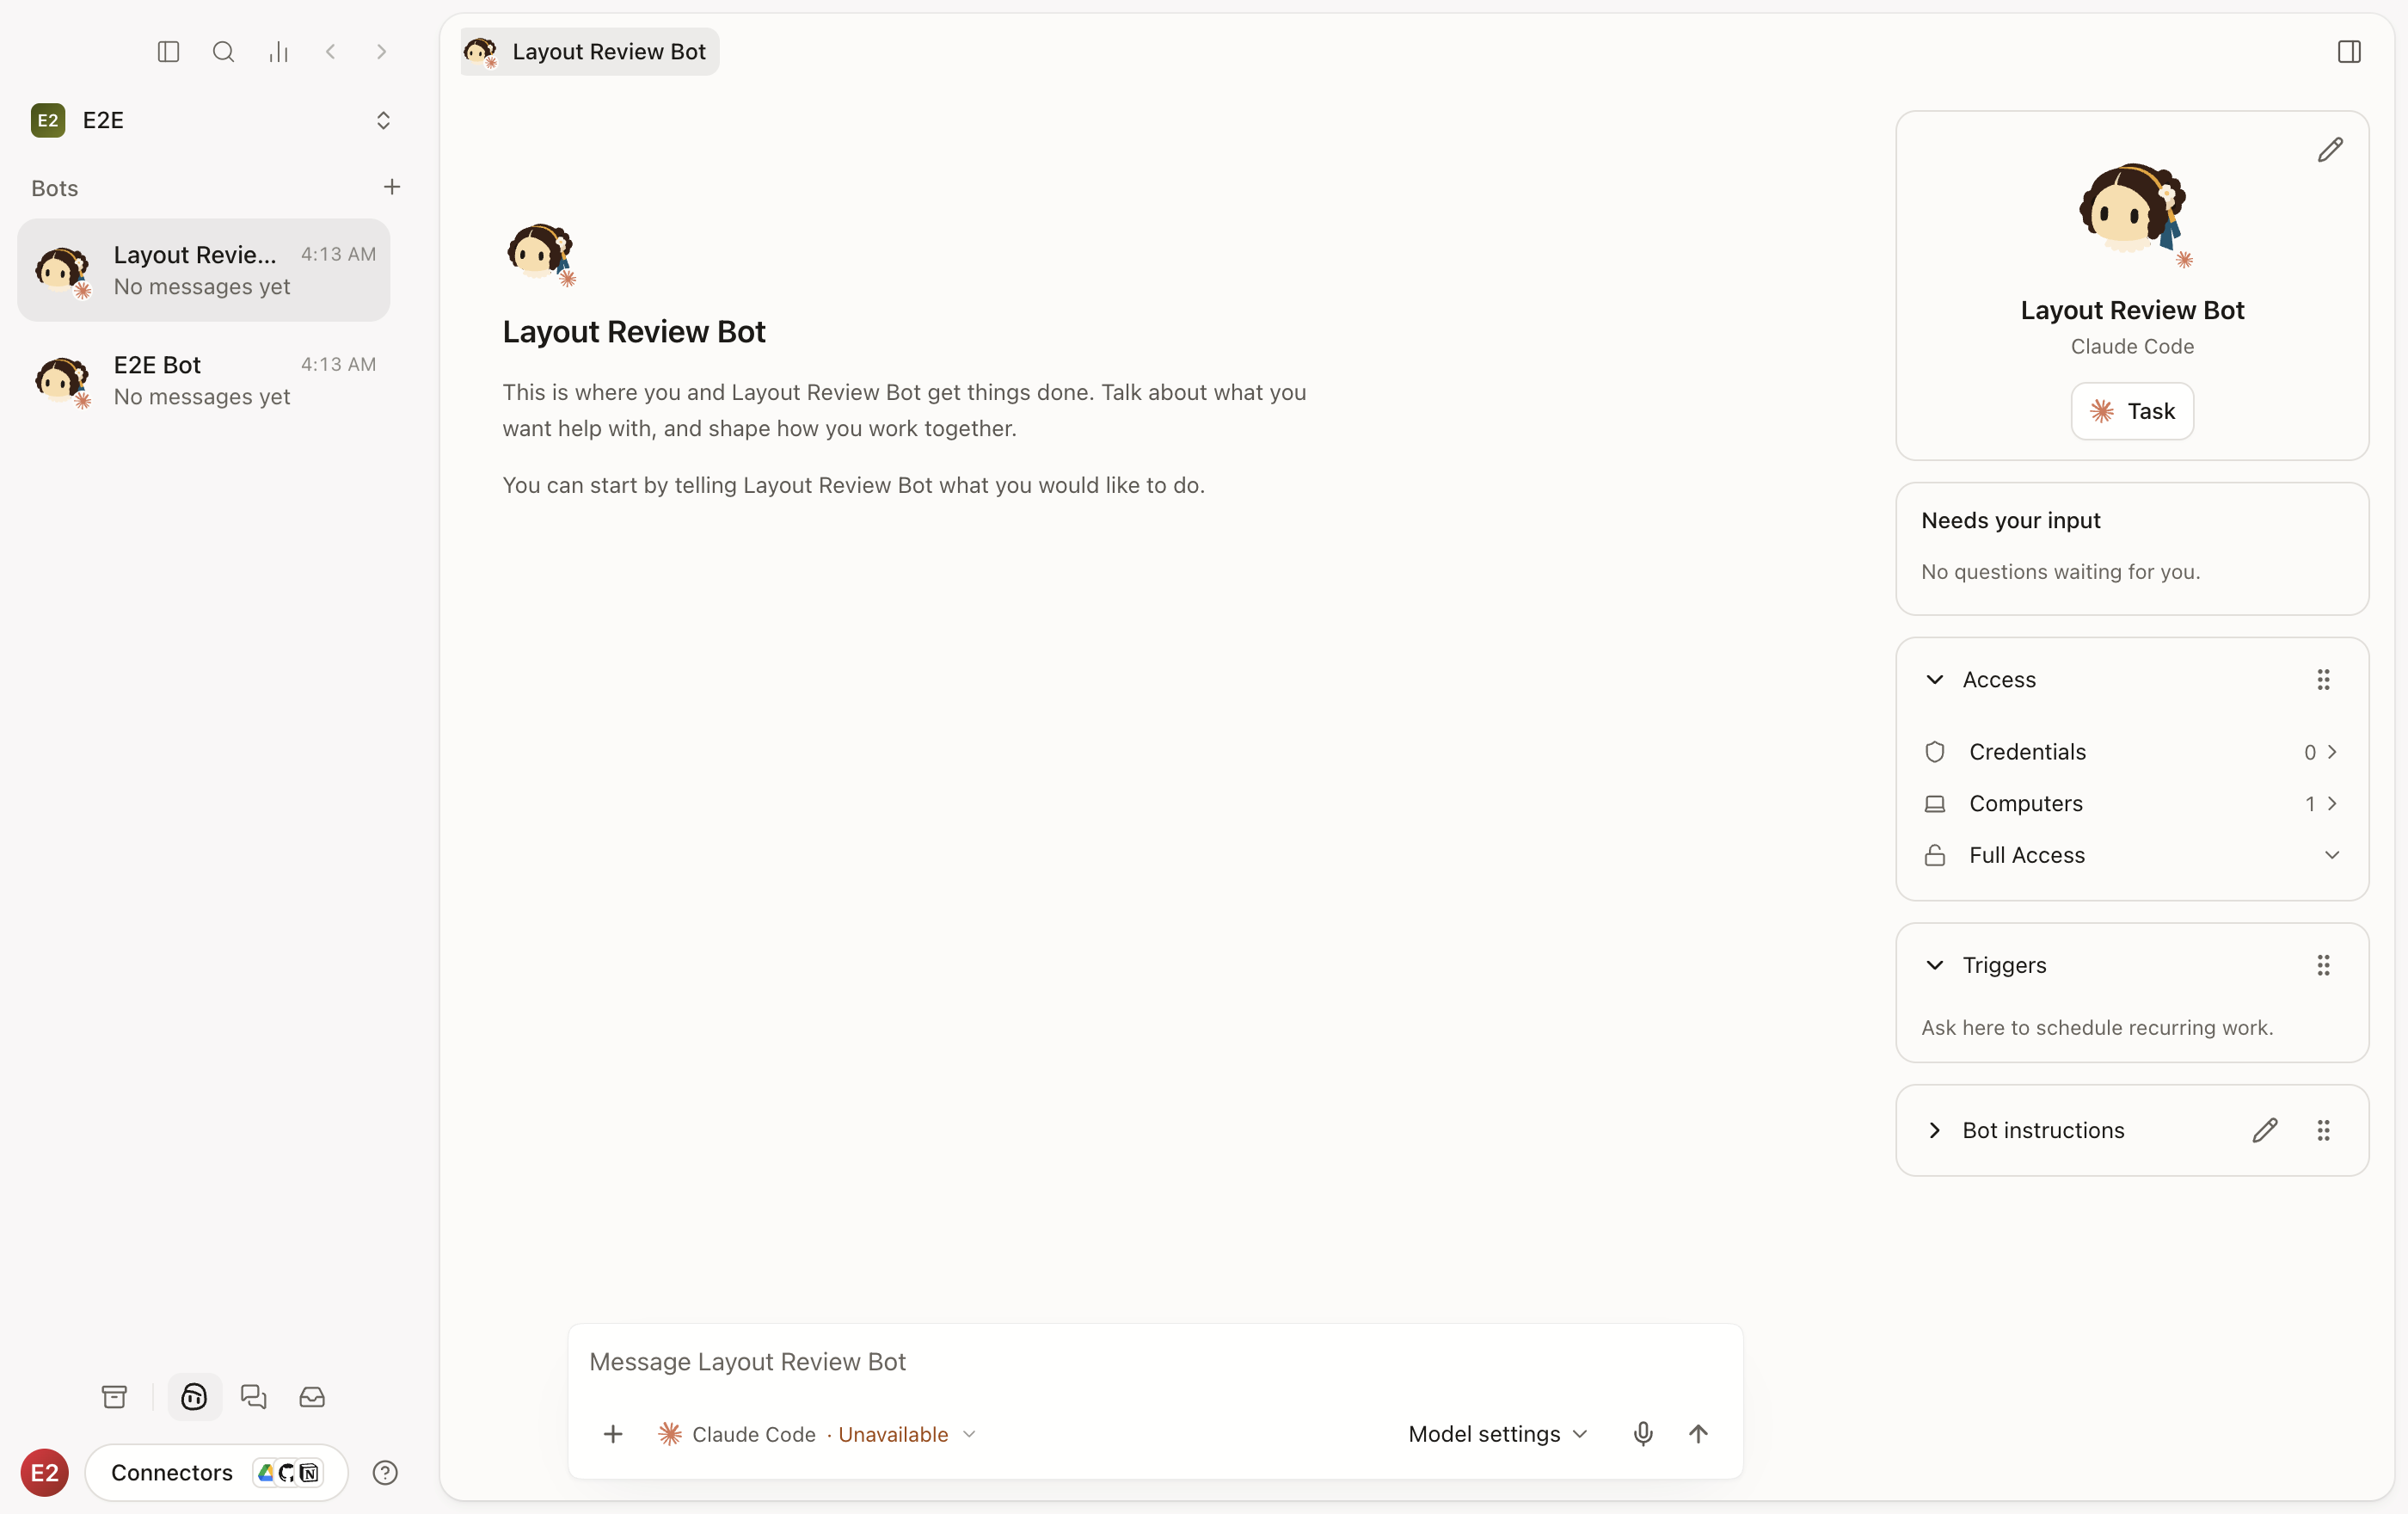 E2 E2E
Bots
Layout Revie... 4:13 AM
No messages yet
E2E Bot 4:13 AM
No messages yet
E2 Connectors
Layout Review Bot
Layout Review Bot
This is where you and Layout Review Bot get things done. Talk about what you
want help with, and shape how you work together.
You can start by telling Layout Review Bot what you would like to do.
Message Layout Review Bot
Claude Code · Unavailable Model settings
Layout Review Bot
Claude Code
Task
Needs your input
No questions waiting for you.
Access
Credentials 0
Computers 1
Full Access
Triggers
Ask here to schedule recurring work.
Bot instructions